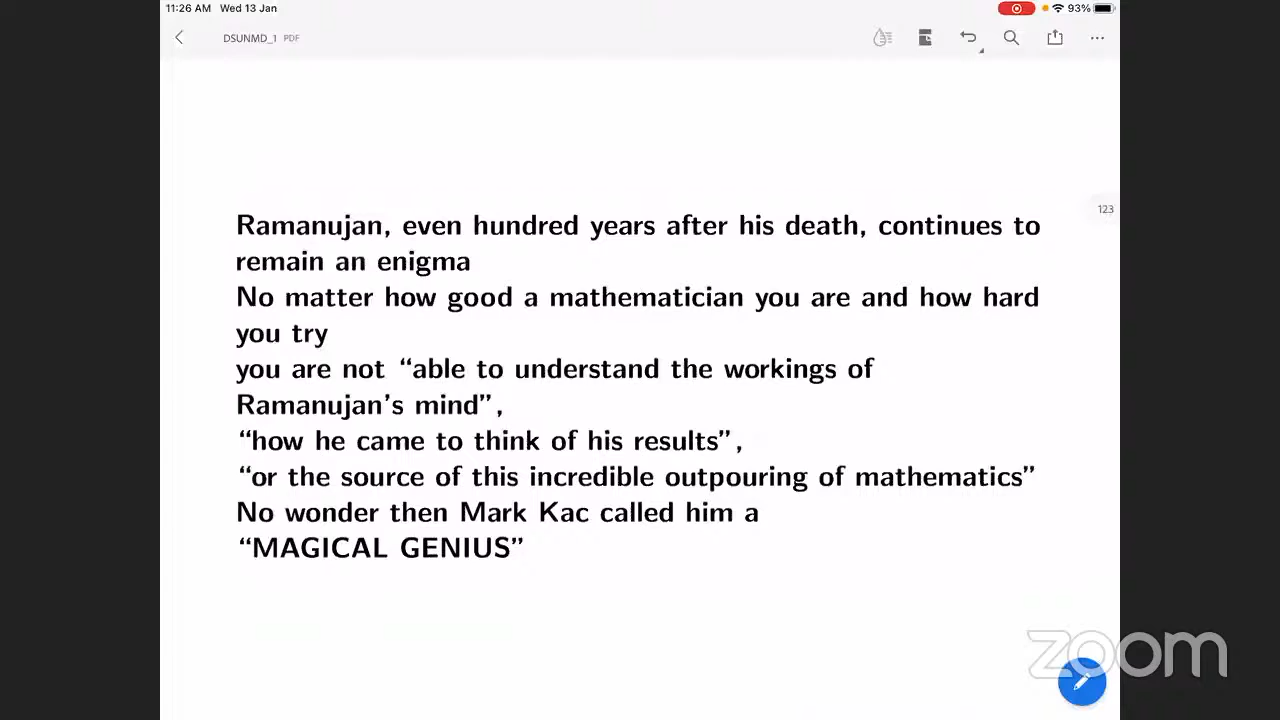 11:26 AM Wed 13 Jan
93%
DSUNMD_1 PDF
123
Ramanujan, even hundred years after his death, continues to
remain an enigma
No matter how good a mathematician you are and how hard
you try
you are not “able to understand the workings of
Ramanujan’s mind”,
“how he came to think of his results”,
“or the source of this incredible outpouring of mathematics”
No wonder then Mark Kac called him a
“MAGICAL GENIUS”
zoom